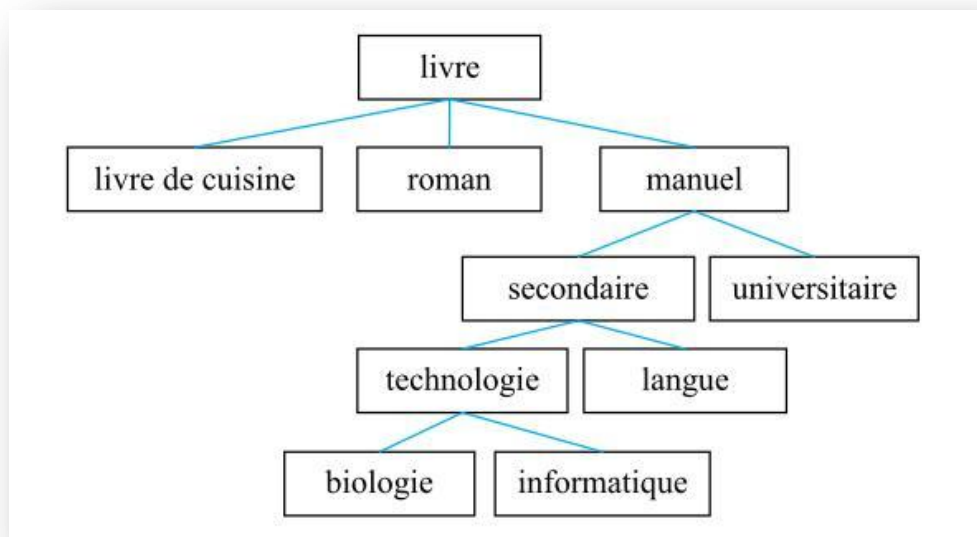 livre
livre de cuisine
roman
manuel
secondaire
universitaire
technologie
langue
biologie
informatique